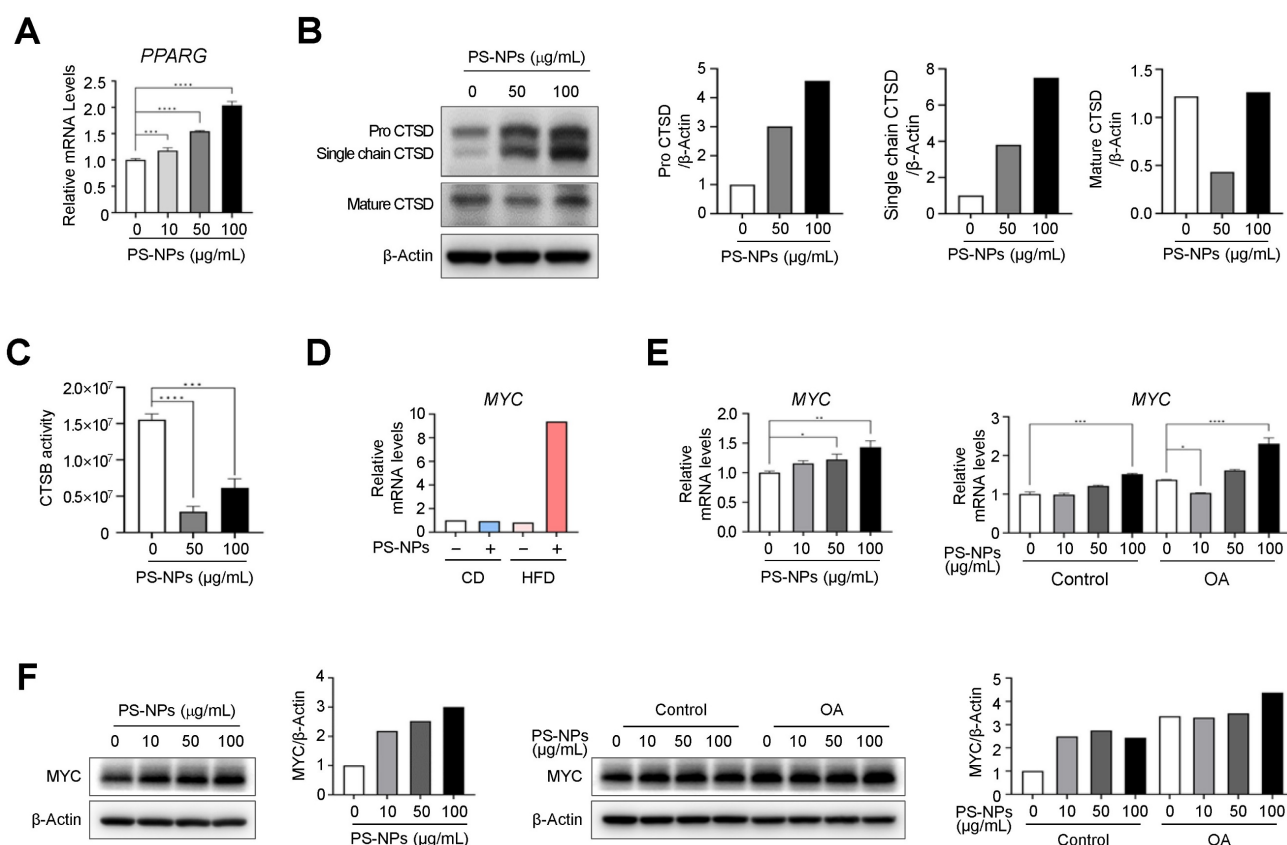 A
PPARG
Relative mRNA Levels
2.5
2.0
1.5
1.0
0.5
0
****
****
***
0 10 50 100
PS-NPs (µg/mL)
B
PS-NPs (µg/mL)
0 50 100
Pro CTSD
Single chain CTSD
Mature CTSD
β-Actin
Pro CTSD
/β-Actin
5
4
3
2
1
0
0 50 100
PS-NPs (µg/mL)
Single chain CTSD
/β-Actin
8
6
4
2
0
0 50 100
PS-NPs (µg/mL)
Mature CTSD
/β-Actin
1.5
1.0
0.5
0.0
0 50 100
PS-NPs (µg/mL)
C
CTSB activity
2.0×10⁷
1.5×10⁷
1.0×10⁷
0.5×10⁷
0
***
****
0 50 100
PS-NPs (µg/mL)
D
MYC
Relative
mRNA levels
10
8
6
4
2
0
PS-NPs − + − +
CD HFD
E
MYC
Relative
mRNA levels
2.0
1.5
1.0
0.5
0.0
**
*
0 10 50 100
PS-NPs (µg/mL)
MYC
Relative
mRNA levels
3
2
1
0
***
****
*
PS-NPs
(µg/mL)
0 10 50 100 0 10 50 100
Control OA
F
PS-NPs (µg/mL)
0 10 50 100
MYC
β-Actin
MYC/β-Actin
4
3
2
1
0
0 10 50 100
PS-NPs (µg/mL)
Control OA
PS-NPs
(µg/mL)
0 10 50 100 0 10 50 100
MYC
β-Actin
MYC/β-Actin
5
4
3
2
1
0
PS-NPs
(µg/mL)
0 10 50 100 0 10 50 100
Control OA